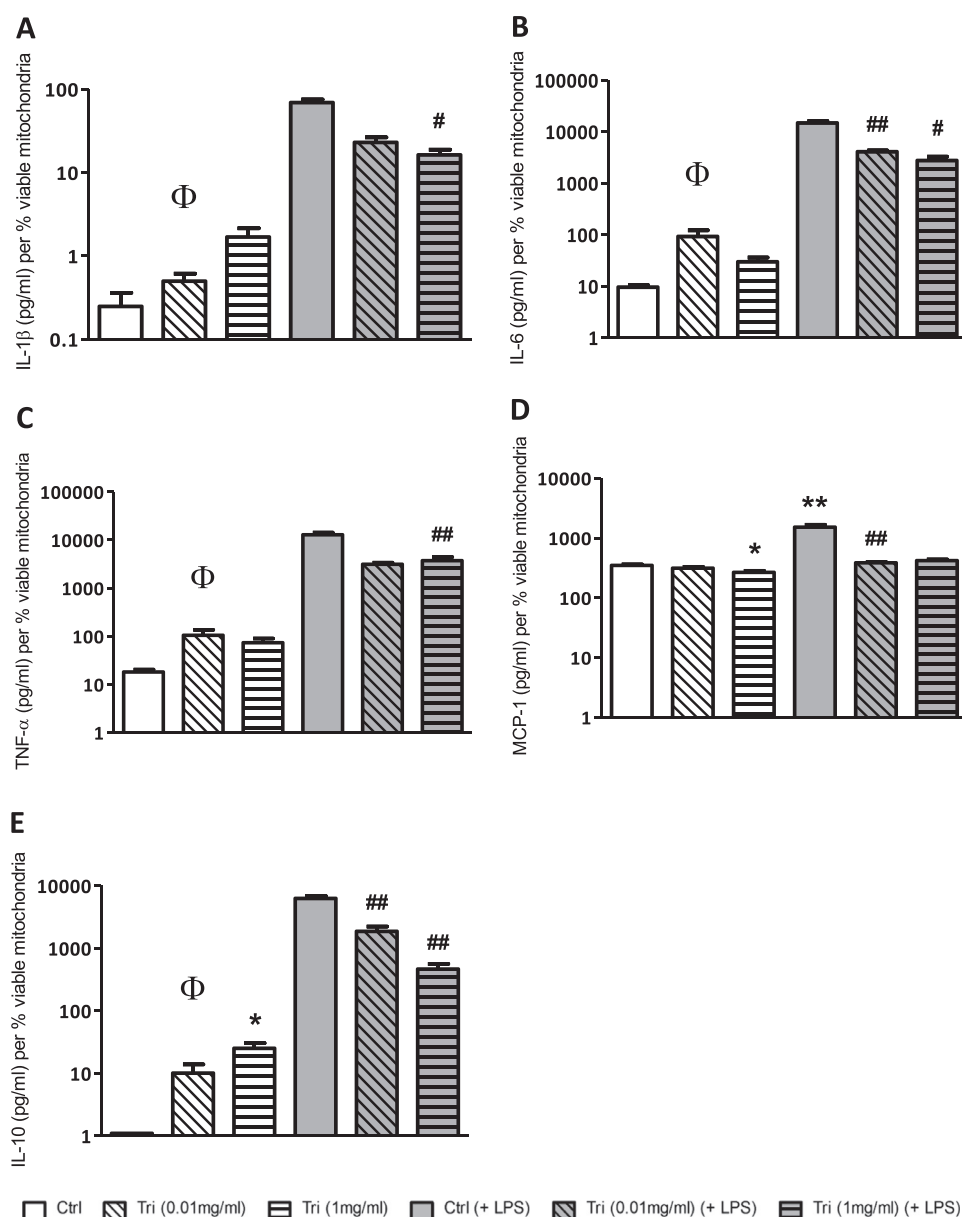 A
IL-1β (pg/ml) per % viable mitochondria
100
10
1
0.1
Φ
#
B
IL-6 (pg/ml) per % viable mitochondria
100000
10000
1000
100
10
1
Φ
##
#
C
TNF-α (pg/ml) per % viable mitochondria
100000
10000
1000
100
10
1
Φ
##
D
MCP-1 (pg/ml) per % viable mitochondria
10000
1000
100
10
1
*
**
##
E
IL-10 (pg/ml) per % viable mitochondria
10000
1000
100
10
1
Φ
*
##
##
Ctrl Tri (0.01mg/ml) Tri (1mg/ml) Ctrl (+ LPS) Tri (0.01mg/ml) (+ LPS) Tri (1mg/ml) (+ LPS)